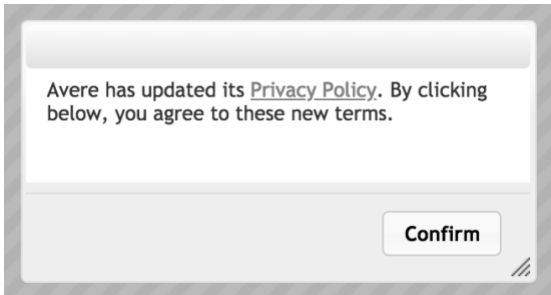 Avere has updated its Privacy Policy. By clicking
below, you agree to these new terms.
Confirm